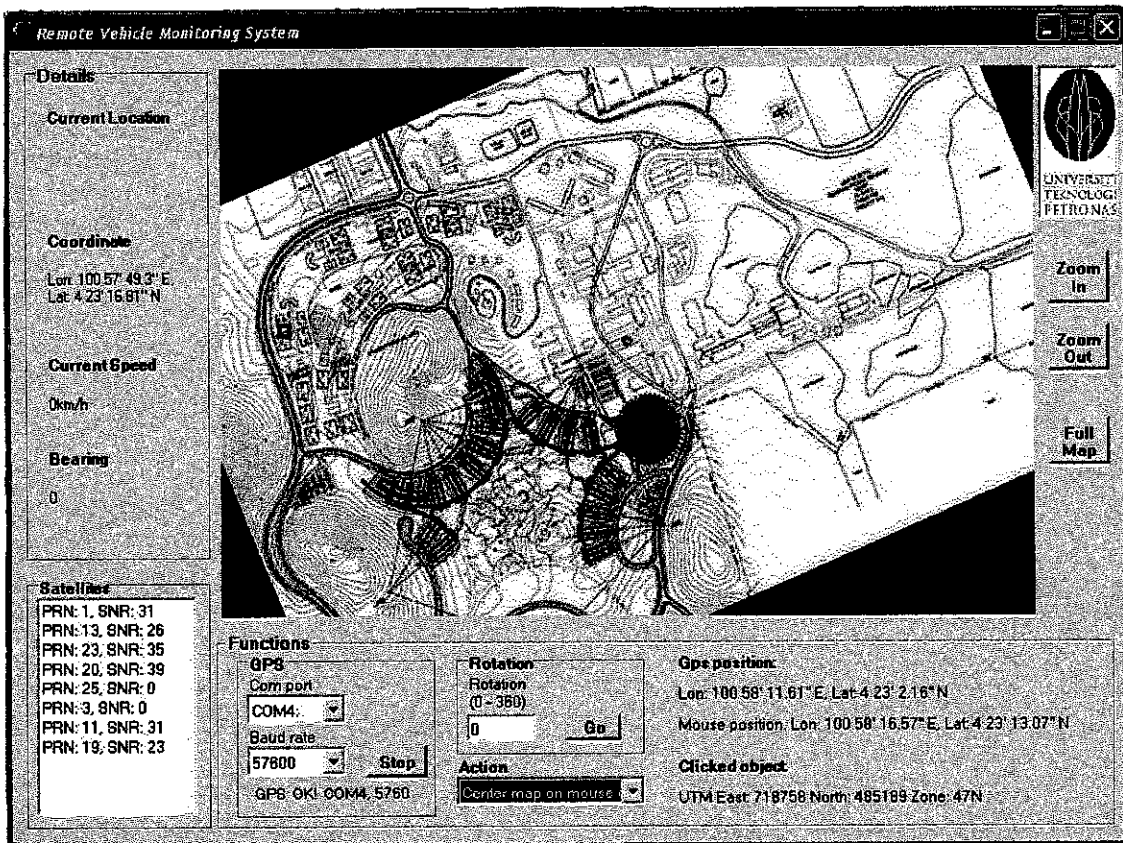 Remote Vehicle Monitoring System
Details
Current Location
Coordinate
Lon: 100 57' 49.3" E,
Lat: 4 23' 16.81" N
Current Speed
0km/h
Bearing
0
UNIVERSITI
TEKNOLOGI
PETRONAS
Zoom
In
Zoom
Out
Full
Map
Satellites
PRN: 1, SNR: 31
PRN: 13, SNR: 26
PRN: 23, SNR: 35
PRN: 20, SNR: 39
PRN: 25, SNR: 0
PRN: 3, SNR: 0
PRN: 11, SNR: 31
PRN: 19, SNR: 23
Functions
GPS
Com port
COM4:
Baud rate
57600
Stop
GPS OK! COM4, 5760
Rotation
Rotation
(0 - 360)
0
Go
Action
Center map on mouse
Gps position:
Lon: 100 58' 11.61" E, Lat: 4 23' 2.16" N
Mouse position: Lon: 100 58' 16.57" E, Lat: 4 23' 13.07" N
Clicked object:
UTM East: 718758 North: 485189 Zone: 47N